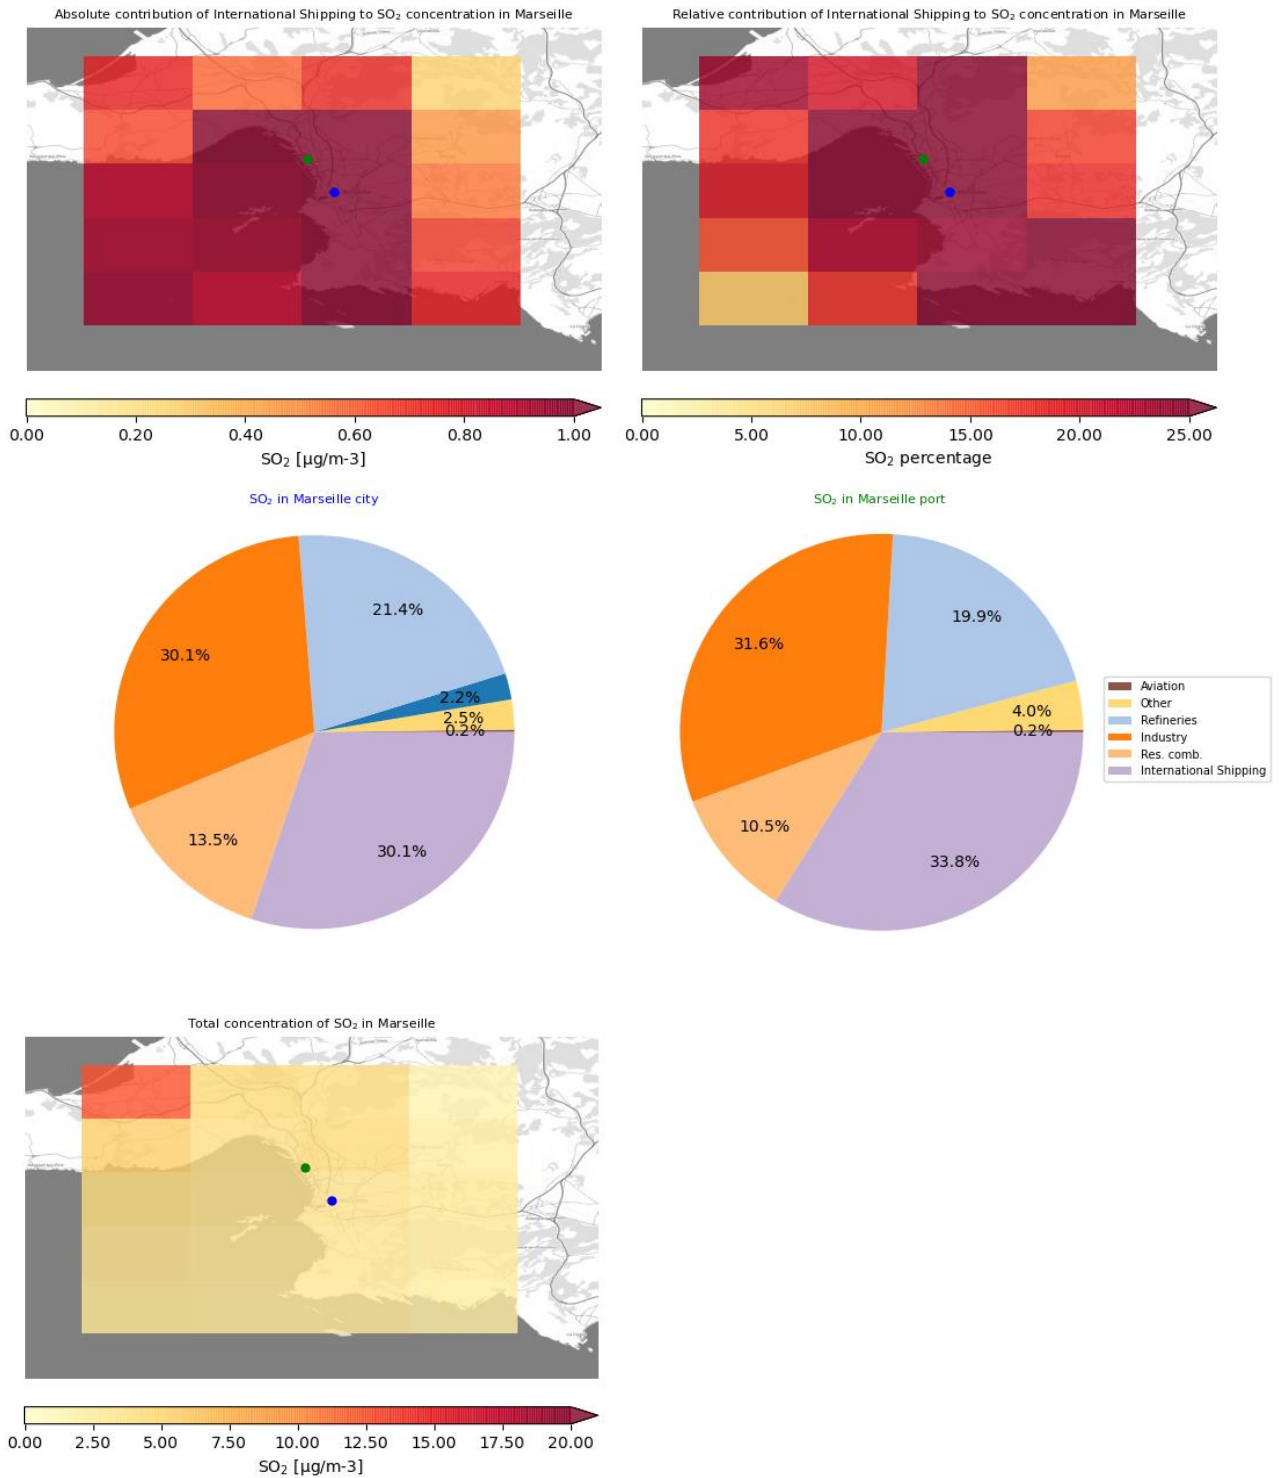 Absolute contribution of International Shipping to SO₂ concentration in Marseille
Relative contribution of International Shipping to SO₂ concentration in Marseille
0.00 0.20 0.40 0.60 0.80 1.00
SO₂ [µg/m-3]
0.00 5.00 10.00 15.00 20.00 25.00
SO₂ percentage
SO₂ in Marseille city
SO₂ in Marseille port
21.4%
30.1%
2.2%
2.5%
0.2%
13.5%
30.1%
19.9%
31.6%
4.0%
0.2%
10.5%
33.8%
Aviation
Other
Refineries
Industry
Res. comb.
International Shipping
Total concentration of SO₂ in Marseille
0.00 2.50 5.00 7.50 10.00 12.50 15.00 17.50 20.00
SO₂ [µg/m-3]